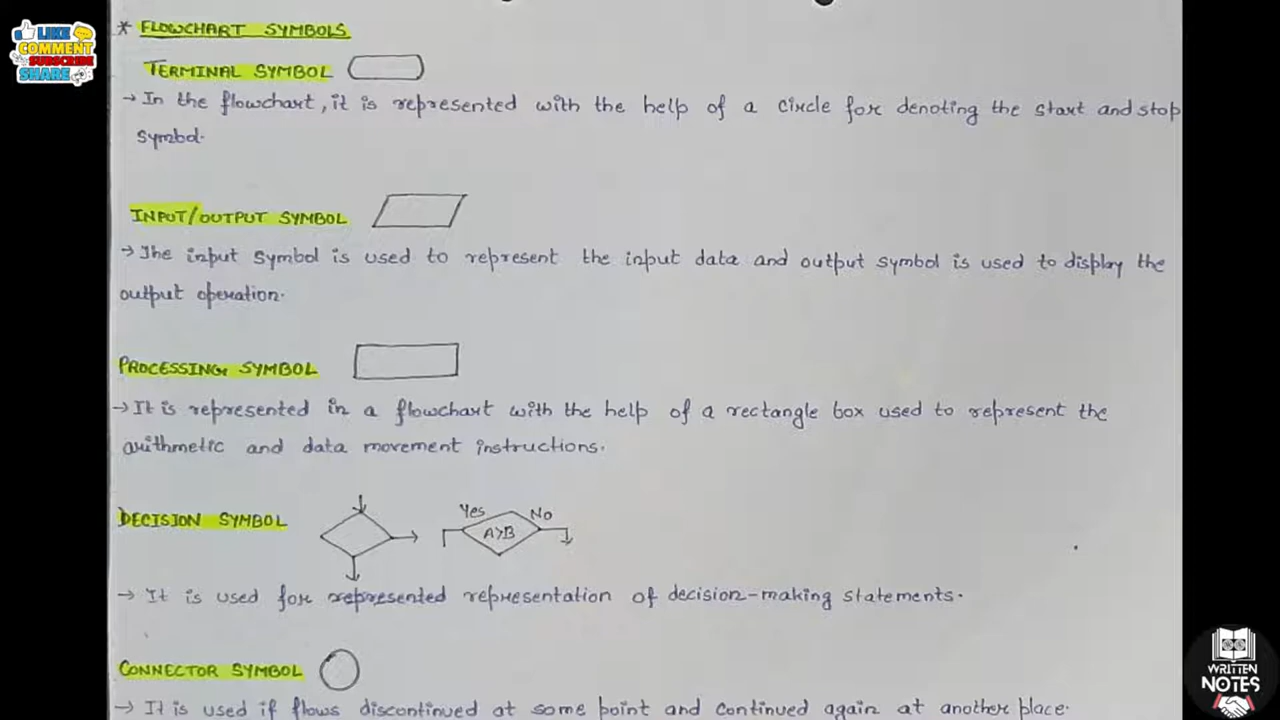 LIKE
COMMENT
SUBSCRIBE
SHARE
* FLOWCHART SYMBOLS
TERMINAL SYMBOL
→ In the flowchart, it is represented with the help of a circle for denoting the start and stop
symbol.
INPUT/OUTPUT SYMBOL
→ The input symbol is used to represent the input data and output symbol is used to display the
output operation.
PROCESSING SYMBOL
→ It is represented in a flowchart with the help of a rectangle box used to represent the
arithmetic and data movement instructions.
DECISION SYMBOL
Yes No
A>B
→ It is used for represented representation of decision-making statements.
CONNECTOR SYMBOL
→ It is used if flows discontinued at some point and continued again at another place.
WRITTEN
NOTES